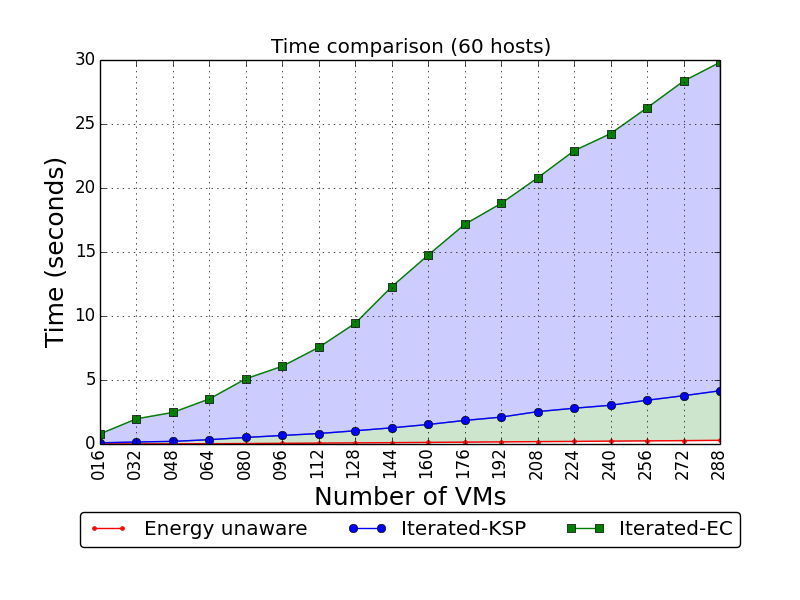 Time comparison (60 hosts)
30
25
20
15
10
5
0
Time (seconds)
016 032 048 064 080 096 112 128 144 160 176 192 208 224 240 256 272 288
Number of VMs
Energy unaware Iterated-KSP Iterated-EC